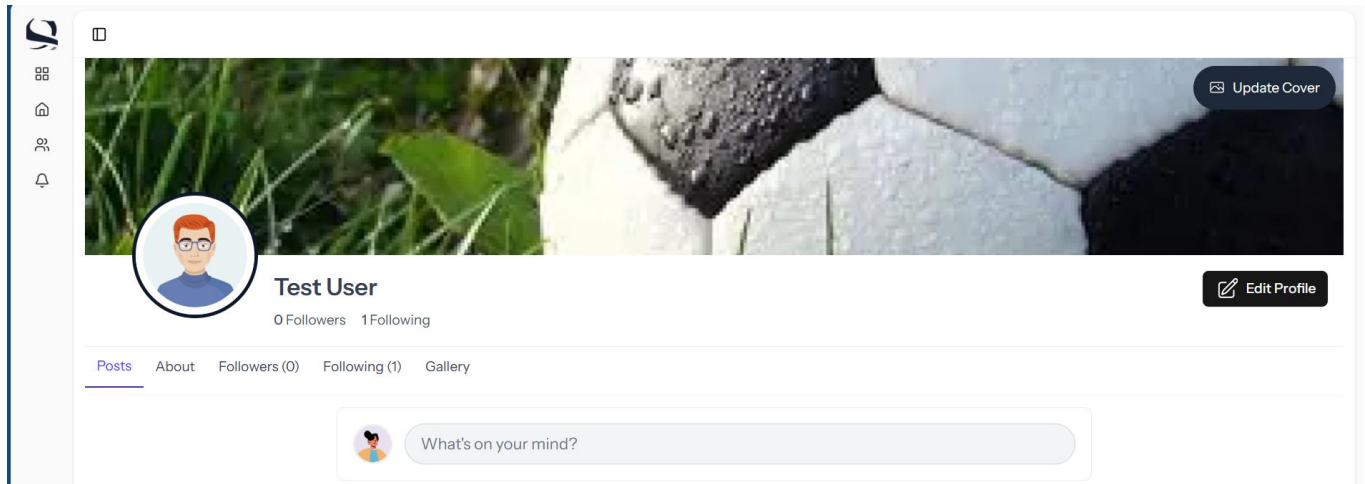 Update Cover
Test User
Edit Profile
0 Followers 1 Following
Posts About Followers (0) Following (1) Gallery
What's on your mind?